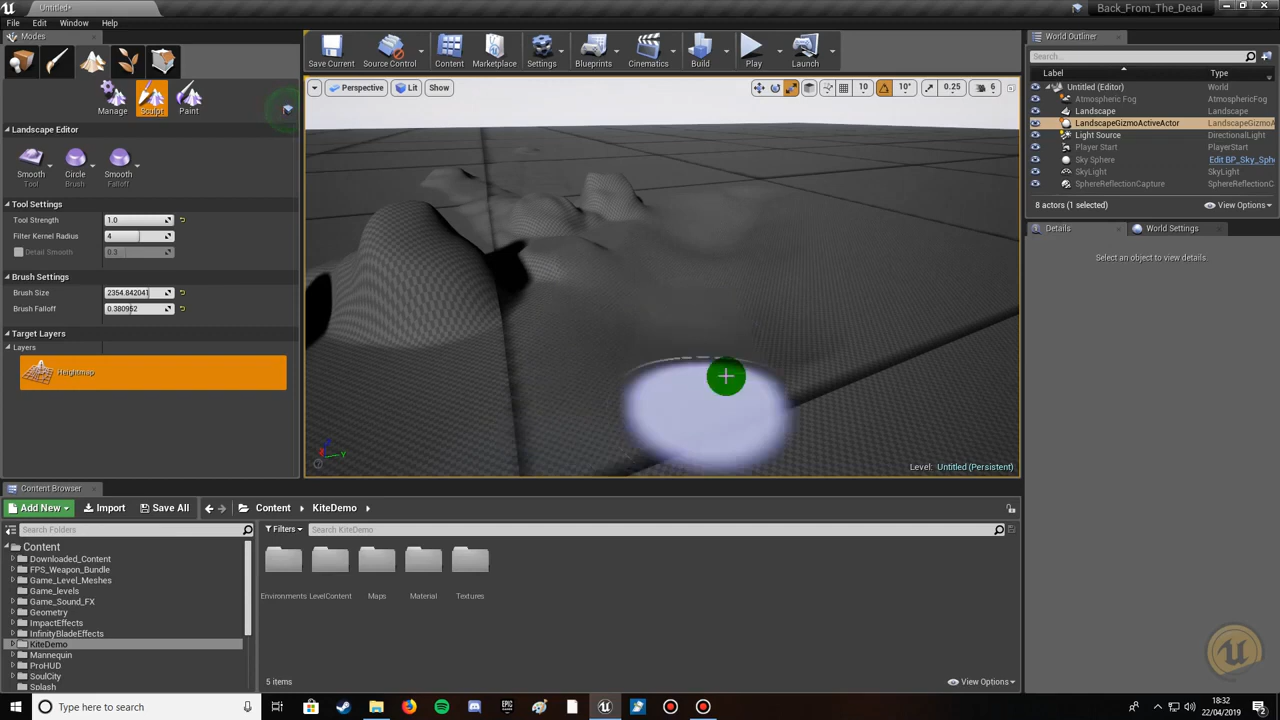 Untitled*
Back_From_The_Dead
File Edit Window Help
Modes
Manage Sculpt Paint
Landscape Editor
Smooth Circle Smooth
Tool Brush Falloff
Tool Settings
Tool Strength 1.0
Filter Kernel Radius 4
Detail Smooth 0.3
Brush Settings
Brush Size 2354.842041
Brush Falloff 0.380952
Target Layers
Layers
Heightmap
Save Current Source Control Content Marketplace Settings Blueprints Cinematics Build Play Launch
Perspective Lit Show 10 10° 0.25 6
Level: Untitled (Persistent)
World Outliner
Search...
Label Type
Untitled (Editor) World
Atmospheric Fog AtmosphericFog
Landscape Landscape
LandscapeGizmoActiveActor LandscapeGizmoA
Light Source DirectionalLight
Player Start PlayerStart
Sky Sphere Edit BP_Sky_Sph
SkyLight SkyLight
SphereReflectionCapture SphereReflectionC
8 actors (1 selected) View Options
Details World Settings
Select an object to view details.
Content Browser
Add New Import Save All Content KiteDemo
Search Folders
Filters Search KiteDemo
Content
Downloaded_Content
FPS_Weapon_Bundle
Game_Level_Meshes
Game_levels
Game_Sound_FX
Geometry
ImpactEffects
InfinityBladeEffects
KiteDemo
Mannequin
ProHUD
SoulCity
Splash
Environments LevelContent Maps Material Textures
5 items View Options
Type here to search
EPIC GAMES
18:32
22/04/2019